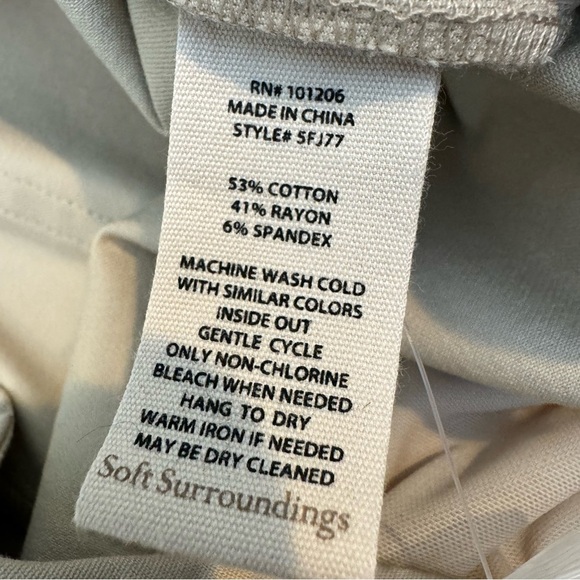 RN# 101206
MADE IN CHINA
STYLE# 5FJ77
53% COTTON
41% RAYON
6% SPANDEX
MACHINE WASH COLD
WITH SIMILAR COLORS
INSIDE OUT
GENTLE CYCLE
ONLY NON-CHLORINE
BLEACH WHEN NEEDED
HANG TO DRY
WARM IRON IF NEEDED
MAY BE DRY CLEANED
Soft Surroundings